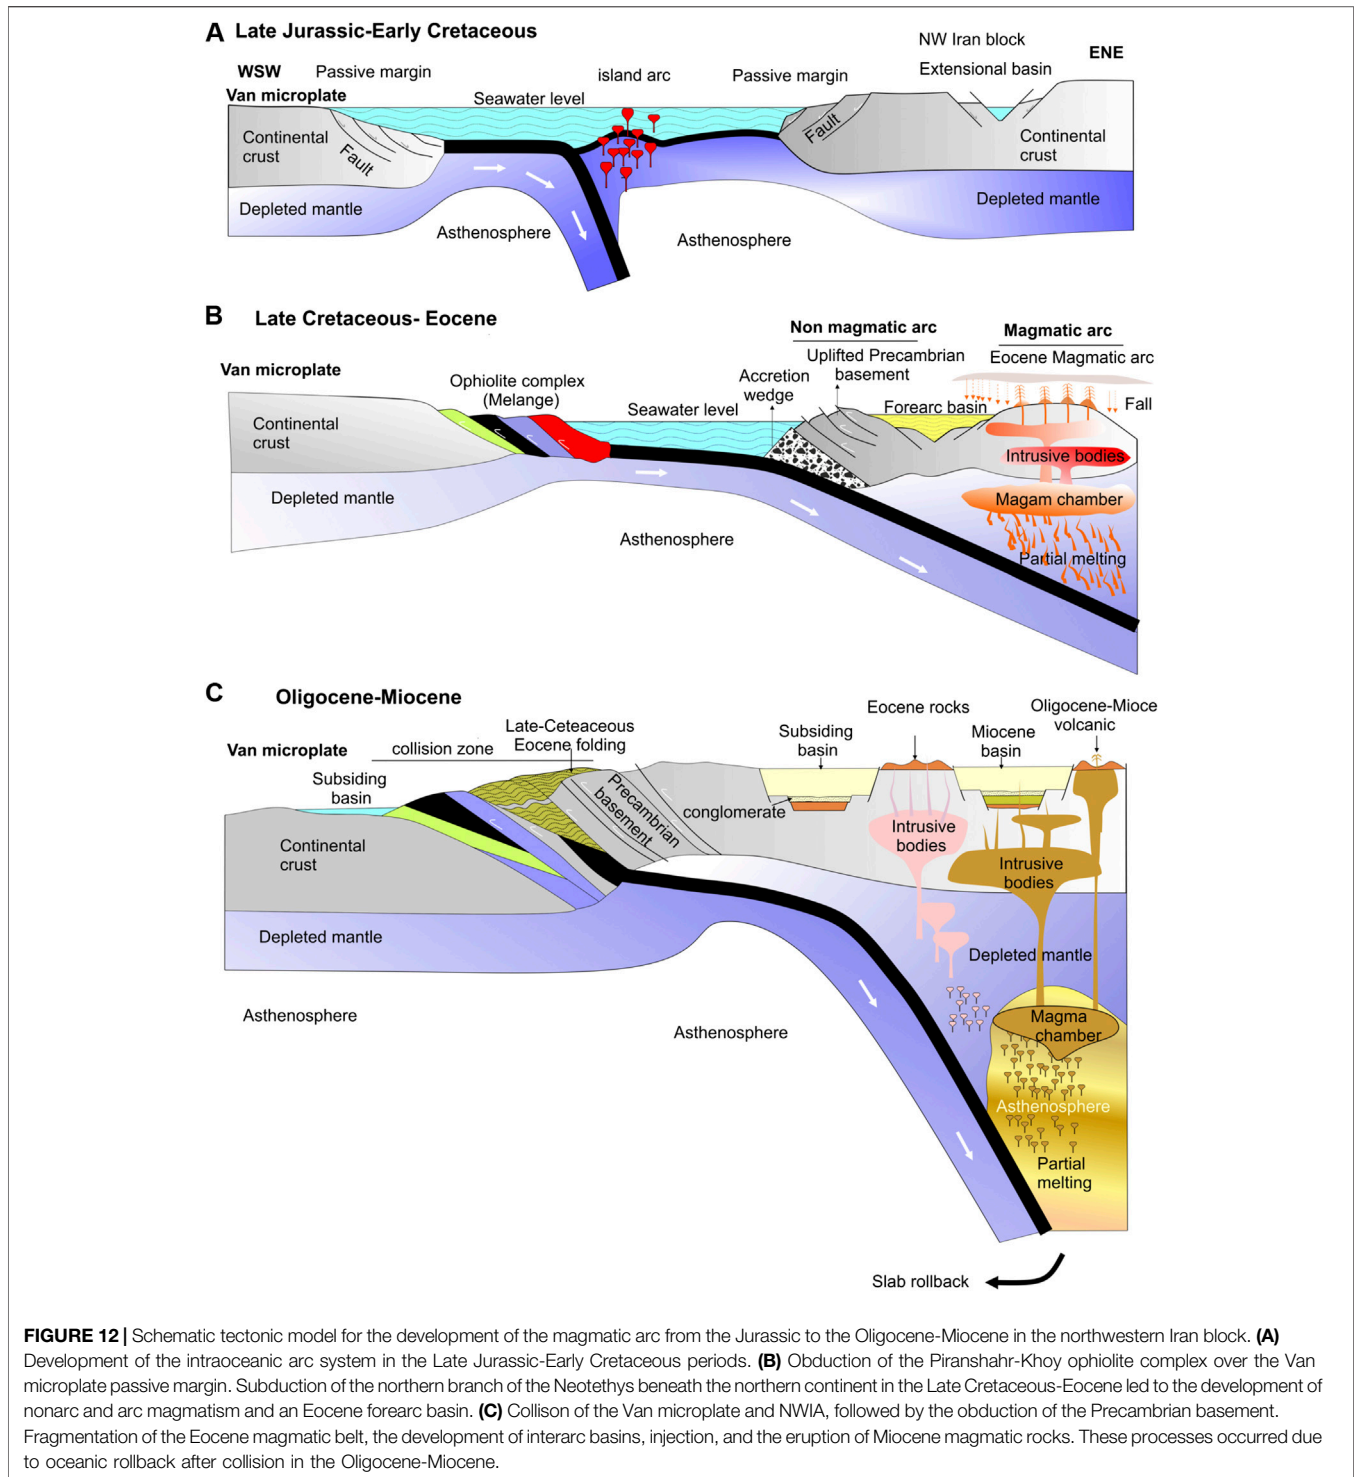 A Late Jurassic-Early Cretaceous
NW Iran block
ENE
WSW
Passive margin
island arc
Passive margin
Extensional basin
Van microplate
Seawater level
Continental
crust
Fault
Fault
Continental
crust
Depleted mantle
Depleted mantle
Asthenosphere
Asthenosphere
B Late Cretaceous- Eocene
Non magmatic arc
Magmatic arc
Van microplate
Uplifted Precambrian
basement
Eocene Magmatic arc
Ophiolite complex
(Melange)
Accretion
wedge
Seawater level
Forearc basin
Fall
Continental
crust
Intrusive bodies
Depleted mantle
Magam chamber
Asthenosphere
Partial melting
C Oligocene-Miocene
Eocene rocks
Oligocene-Mioce
volcanic
Late-Ceteaceous
Eocene folding
Subsiding
basin
Miocene
basin
Van microplate
collision zone
Subsiding
basin
Precambrian
basement
conglomerate
Intrusive
bodies
Continental
crust
Intrusive
bodies
Depleted mantle
Depleted mantle
Asthenosphere
Asthenosphere
Magma
chamber
Asthenosphere
Partial
melting
Slab rollback
FIGURE 12 | Schematic tectonic model for the development of the magmatic arc from the Jurassic to the Oligocene-Miocene in the northwestern Iran block. (A)
Development of the intraoceanic arc system in the Late Jurassic-Early Cretaceous periods. (B) Obduction of the Piranshahr-Khoy ophiolite complex over the Van
microplate passive margin. Subduction of the northern branch of the Neotethys beneath the northern continent in the Late Cretaceous-Eocene led to the development of
nonarc and arc magmatism and an Eocene forearc basin. (C) Collison of the Van microplate and NWIA, followed by the obduction of the Precambrian basement.
Fragmentation of the Eocene magmatic belt, the development of interarc basins, injection, and the eruption of Miocene magmatic rocks. These processes occurred due
to oceanic rollback after collision in the Oligocene-Miocene.